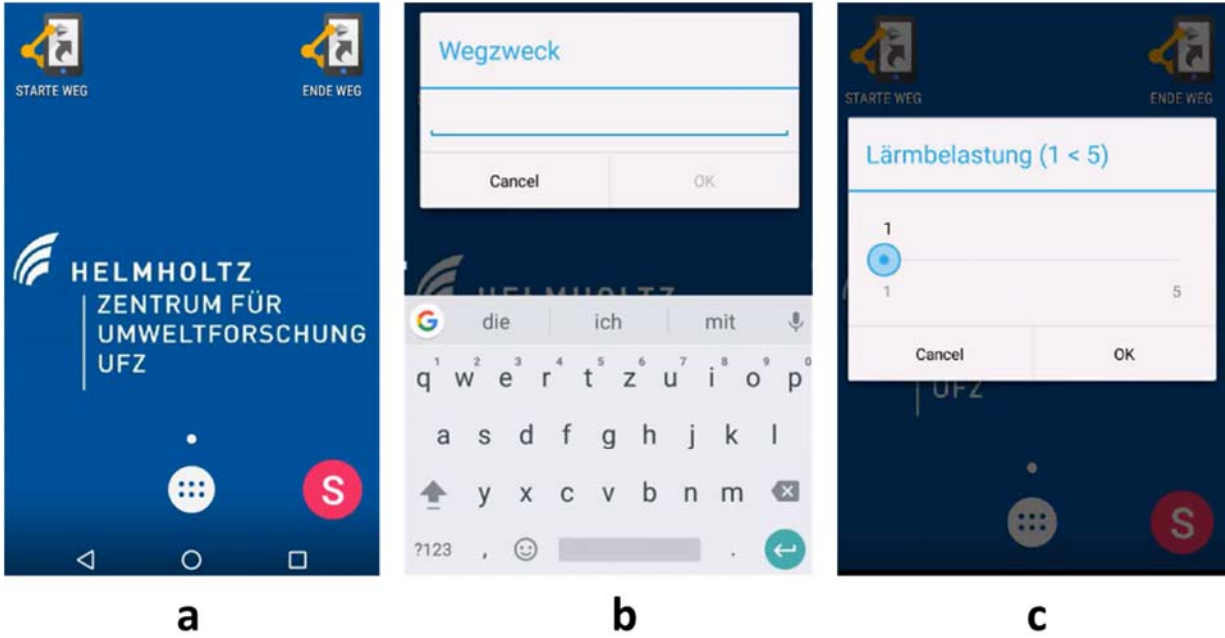 STARTE WEG
ENDE WEG
HELMHOLTZ
ZENTRUM FÜR
UMWELTFORSCHUNG
UFZ
S
a
Wegzweck
Cancel OK
HELMHOLTZ
G die ich mit
1 2 3 4 5 6 7 8 9 0
q w e r t z u i o p
a s d f g h j k l
y x c v b n m
?123 , .
b
STARTE WEG
ENDE WEG
Lärmbelastung (1 < 5)
1
1 5
Cancel OK
UFZ
S
c